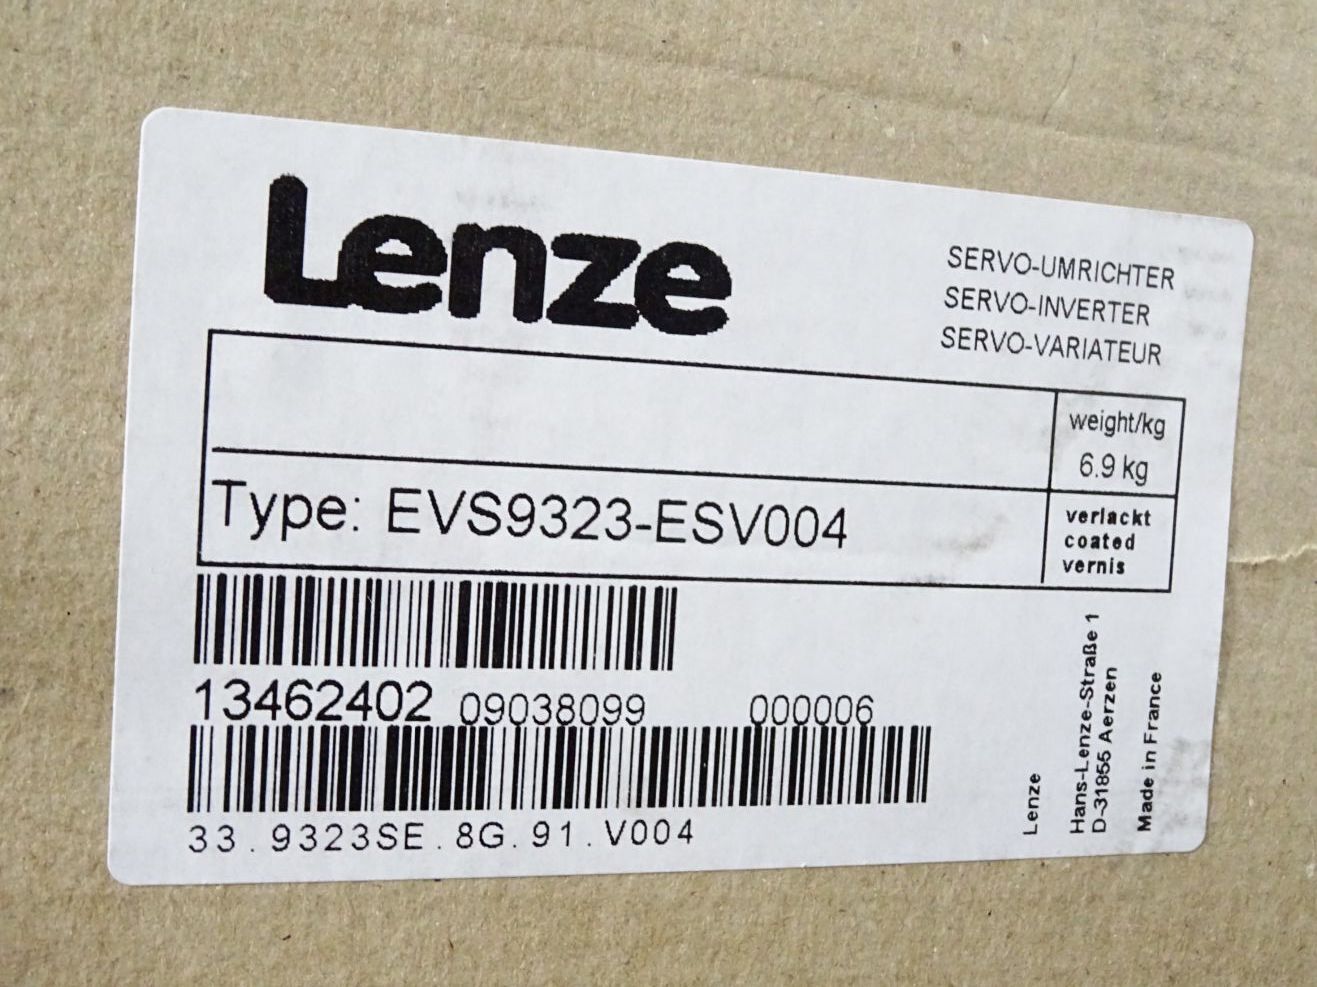 Lenze
SERVO-UMRICHTER
SERVO-INVERTER
SERVO-VARIATEUR
weight/kg
6.9 kg
Type: EVS9323-ESV004
verlackt
coated
vernis
13462402 09038099 000006
33.9323SE.8G.91.V004
Lenze
Hans-Lenze-Straße 1
D-31855 Aerzen
Made in France